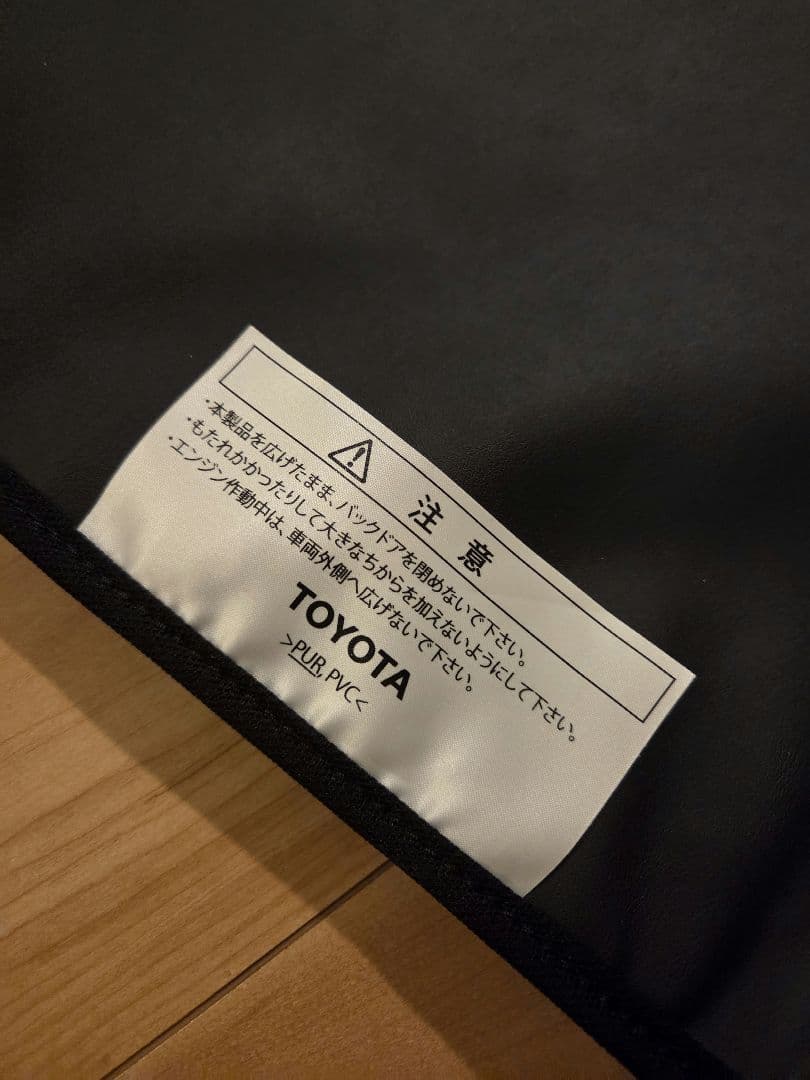 ⚠ 注意
・本製品を広げたまま、バックドアを閉めないで下さい。
・もたれかかったりして大きなちからを加えないようにして下さい。
・エンジン作動中は、車両外側へ広げないで下さい。
TOYOTA
>PUR, PVC<